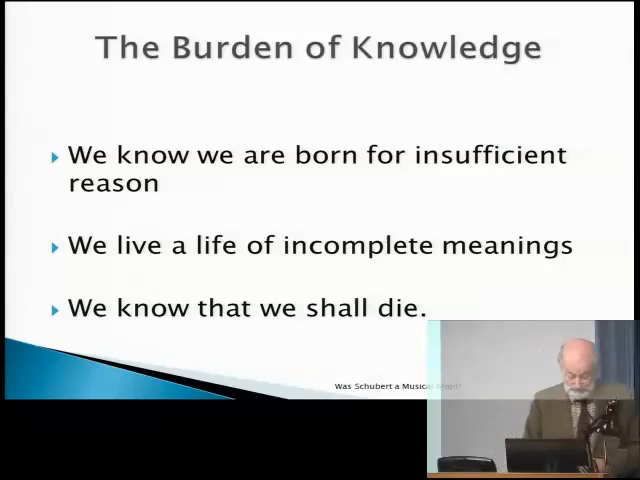 The Burden of Knowledge
We know we are born for insufficient
reason
We live a life of incomplete meanings
We know that we shall die.
Was Schubert a Musical